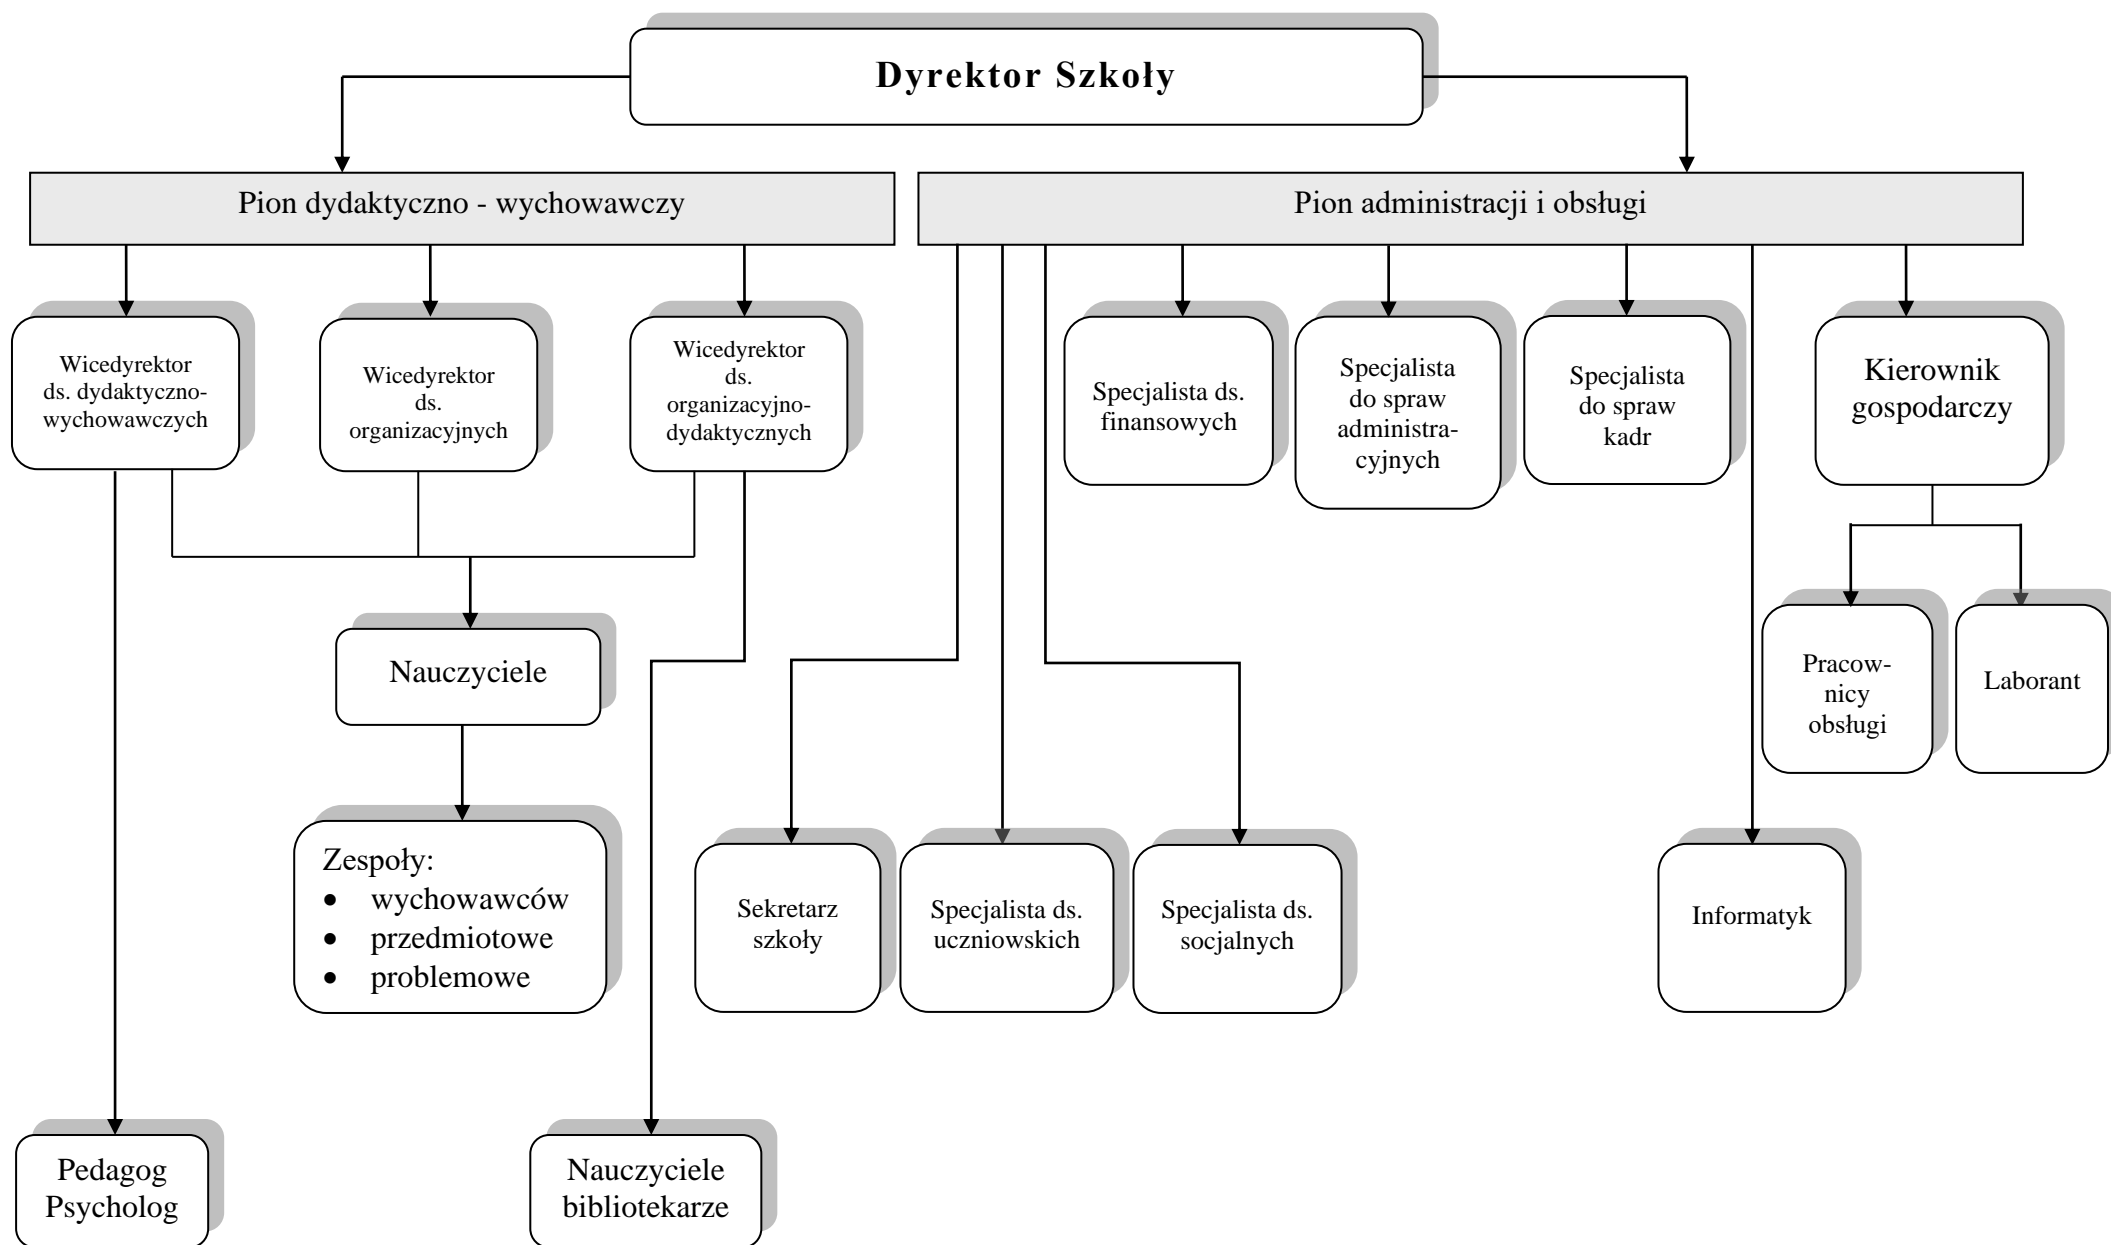 Dyrektor Szkoły
Pion dydaktyczno - wychowawczy
Pion administracji i obsługi
Wicedyrektor
ds. dydaktyczno-
wychowawczych
Wicedyrektor
ds.
organizacyjnych
Wicedyrektor
ds.
organizacyjno-
dydaktycznych
Specjalista ds.
finansowych
Specjalista
do spraw
administra-
cyjnych
Specjalista
do spraw
kadr
Kierownik
gospodarczy
Nauczyciele
Pracow-
nicy
obsługi
Laborant
Zespoły:
• wychowawców
• przedmiotowe
• problemowe
Sekretarz
szkoły
Specjalista ds.
uczniowskich
Specjalista ds.
socjalnych
Informatyk
Pedagog
Psycholog
Nauczyciele
bibliotekarze